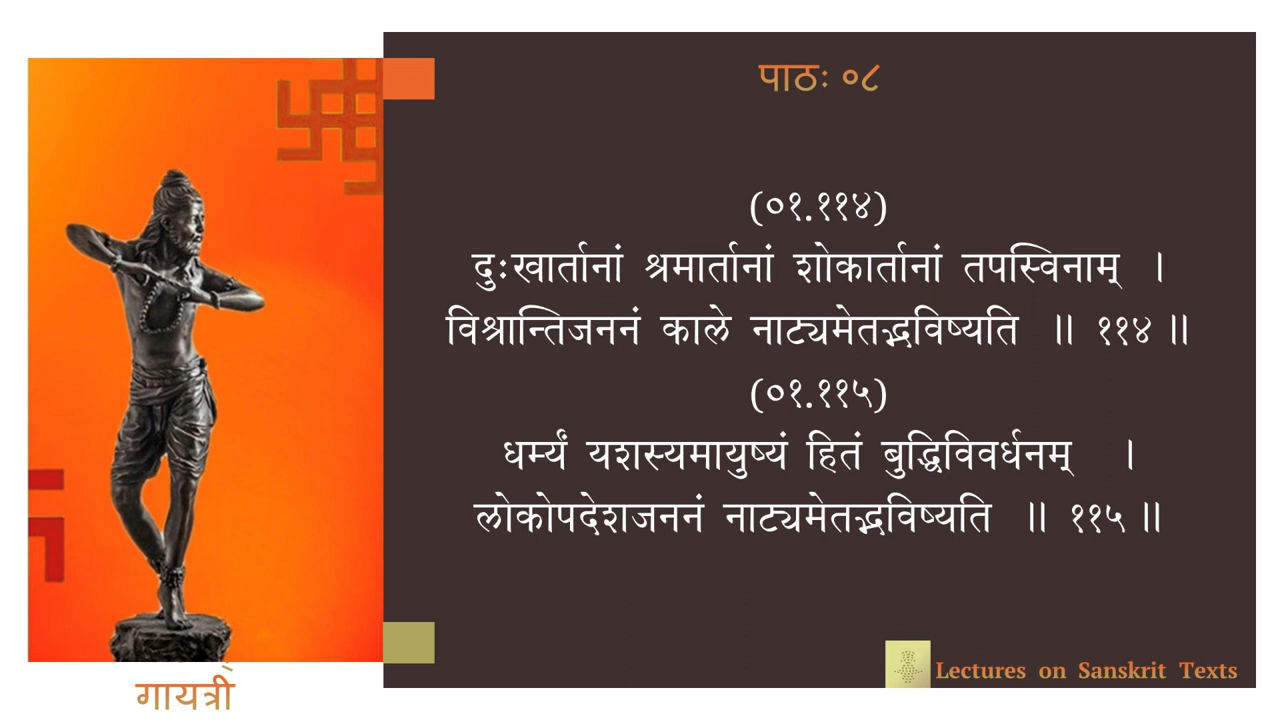 पाठः ०८
(०१.११४)
दुःखार्तानां श्रमार्तानां शोकार्तानां तपस्विनाम् ।
विश्रान्तिजननं काले नाट्यमेतद्भविष्यति ॥ ११४ ॥
(०१.११५)
धर्म्यं यशस्यमायुष्यं हितं बुद्धिविवर्धनम् ।
लोकोपदेशजननं नाट्यमेतद्भविष्यति ॥ ११५ ॥
Lectures on Sanskrit Texts
गायत्री